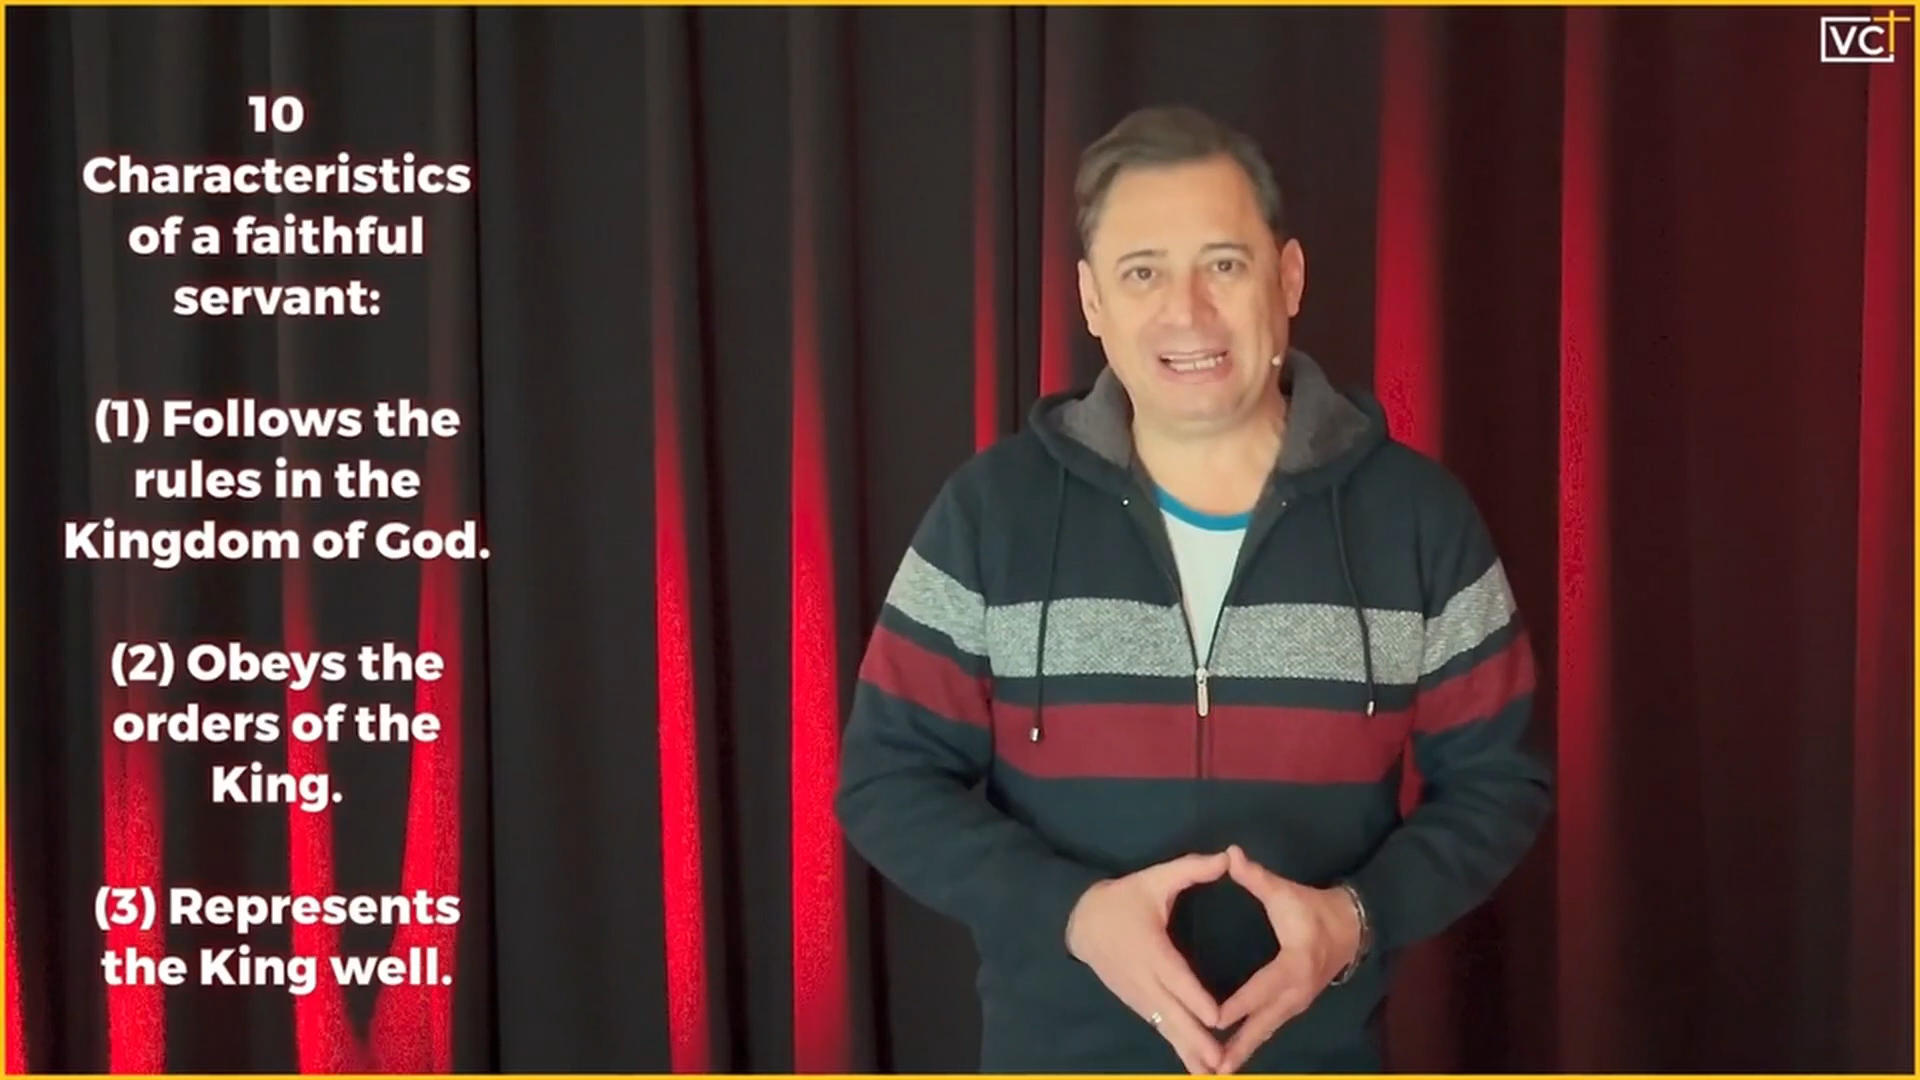 VC
10
Characteristics
of a faithful
servant:
(1) Follows the
rules in the
Kingdom of God.
(2) Obeys the
orders of the
King.
(3) Represents
the King well.